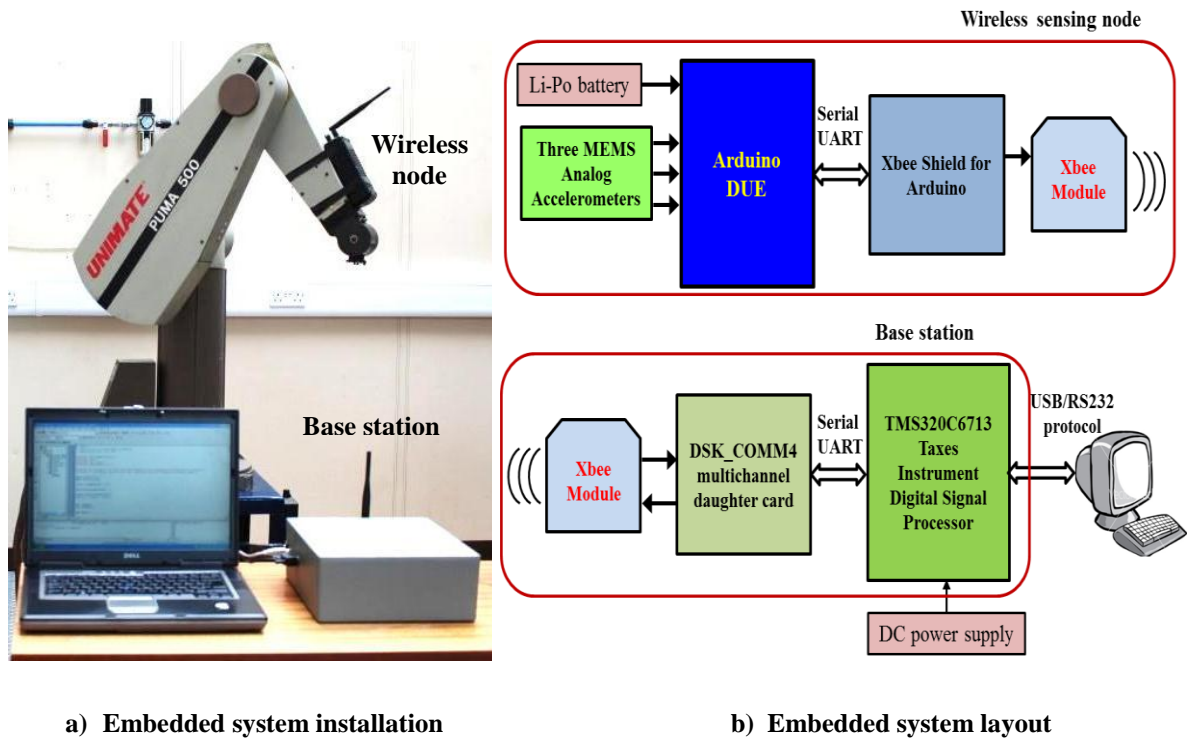 Wireless
node
UNIMATE
PUMA 500
Base station
DELL
a) Embedded system installation
Wireless sensing node
Li-Po battery
Three MEMS
Analog
Accelerometers
Arduino
DUE
Serial
UART
Xbee Shield for
Arduino
Xbee
Module
Base station
Xbee
Module
DSK_COMM4
multichannel
daughter card
Serial
UART
TMS320C6713
Taxes
Instrument
Digital Signal
Processor
USB/RS232
protocol
DC power supply
b) Embedded system layout